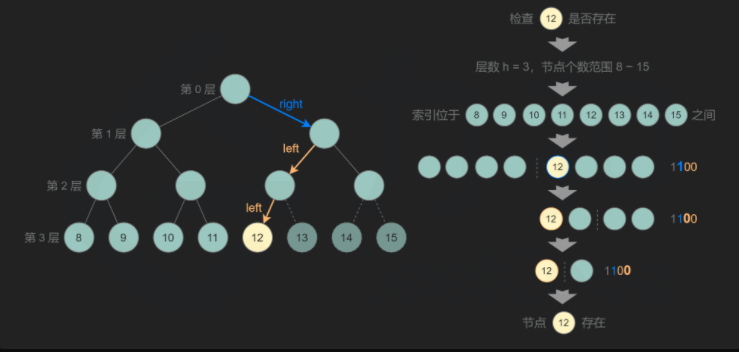 第 0 层
right
第 1 层
left
第 2 层
left
第 3 层 8 9 10 11 12 13 14 15
检查 12 是否存在
层数 h = 3，节点个数范围 8 – 15
索引位于 8 9 10 11 12 13 14 15 之间
12 1100
12 1100
12 1100
节点 12 存在